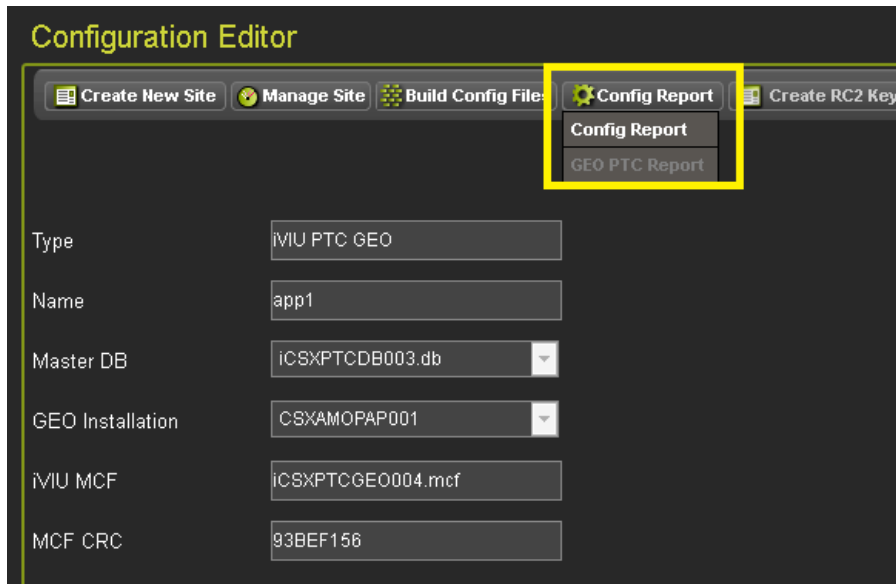 Configuration Editor
Create New Site Manage Site Build Config Files Config Report Create RC2 Key
Config Report
GEO PTC Report
Type iVIU PTC GEO
Name app1
Master DB iCSXPTCDB003.db
GEO Installation CSXAMOPAP001
iVIU MCF iCSXPTCGEO004.mcf
MCF CRC 93BEF156